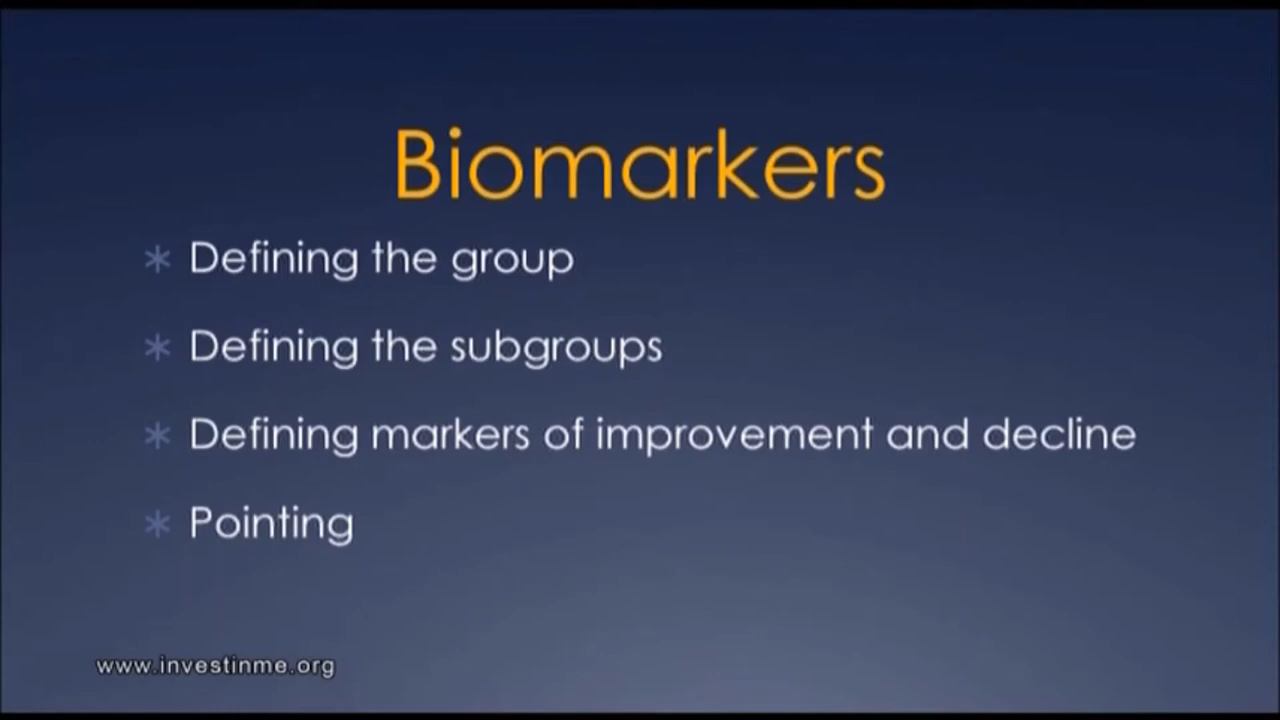 Biomarkers
* Defining the group
* Defining the subgroups
* Defining markers of improvement and decline
* Pointing
www.investinme.org